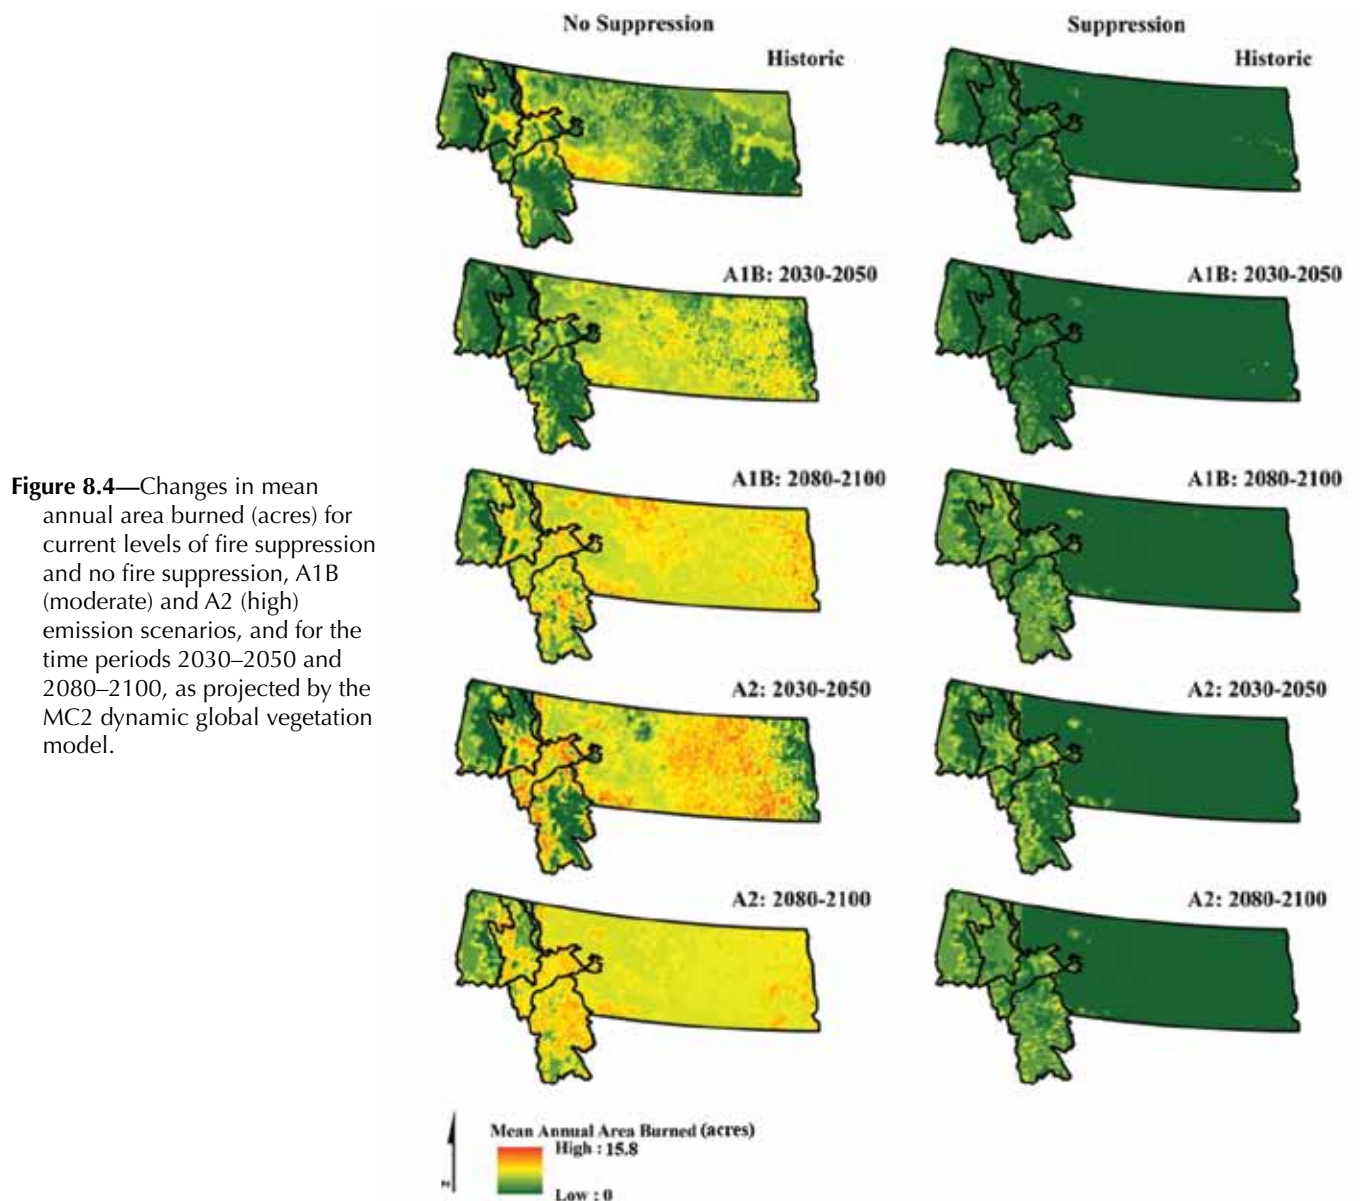 No Suppression
Suppression
Historic
Historic
A1B: 2030-2050
A1B: 2030-2050
A1B: 2080-2100
A1B: 2080-2100
A2: 2030-2050
A2: 2030-2050
A2: 2080-2100
A2: 2080-2100
Figure 8.4—Changes in mean
annual area burned (acres) for
current levels of fire suppression
and no fire suppression, A1B
(moderate) and A2 (high)
emission scenarios, and for the
time periods 2030–2050 and
2080–2100, as projected by the
MC2 dynamic global vegetation
model.
Mean Annual Area Burned (acres)
High : 15.8
Low : 0